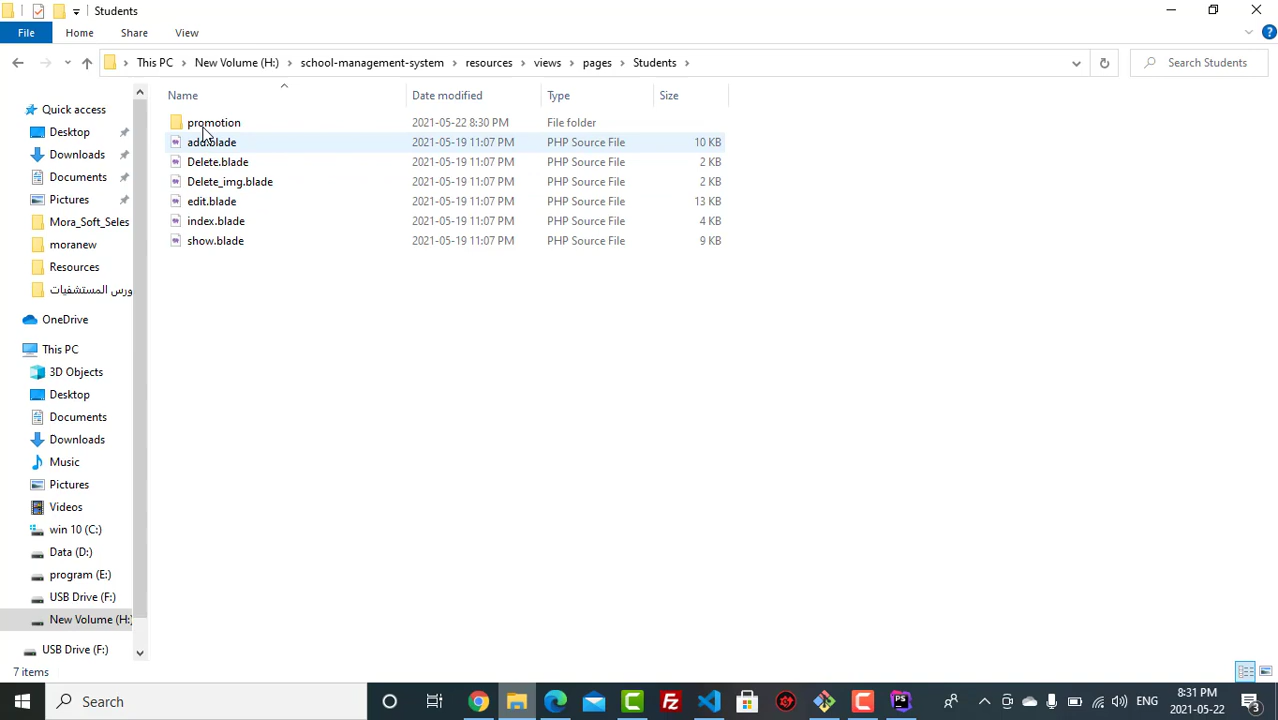 Students
File Home Share View
This PC New Volume (H:) school-management-system resources views pages Students
Search Students
Name Date modified Type Size
promotion 2021-05-22 8:30 PM File folder
add.blade 2021-05-19 11:07 PM PHP Source File 10 KB
Delete.blade 2021-05-19 11:07 PM PHP Source File 2 KB
Delete_img.blade 2021-05-19 11:07 PM PHP Source File 2 KB
edit.blade 2021-05-19 11:07 PM PHP Source File 13 KB
index.blade 2021-05-19 11:07 PM PHP Source File 4 KB
show.blade 2021-05-19 11:07 PM PHP Source File 9 KB
Quick access
Desktop
Downloads
Documents
Pictures
Mora_Soft_Seles
moranew
Resources
ورس المستشفيات
OneDrive
This PC
3D Objects
Desktop
Documents
Downloads
Music
Pictures
Videos
win 10 (C:)
Data (D:)
program (E:)
USB Drive (F:)
New Volume (H:)
USB Drive (F:)
7 items
Search
Fz
PS
ENG
8:31 PM
2021-05-22
3